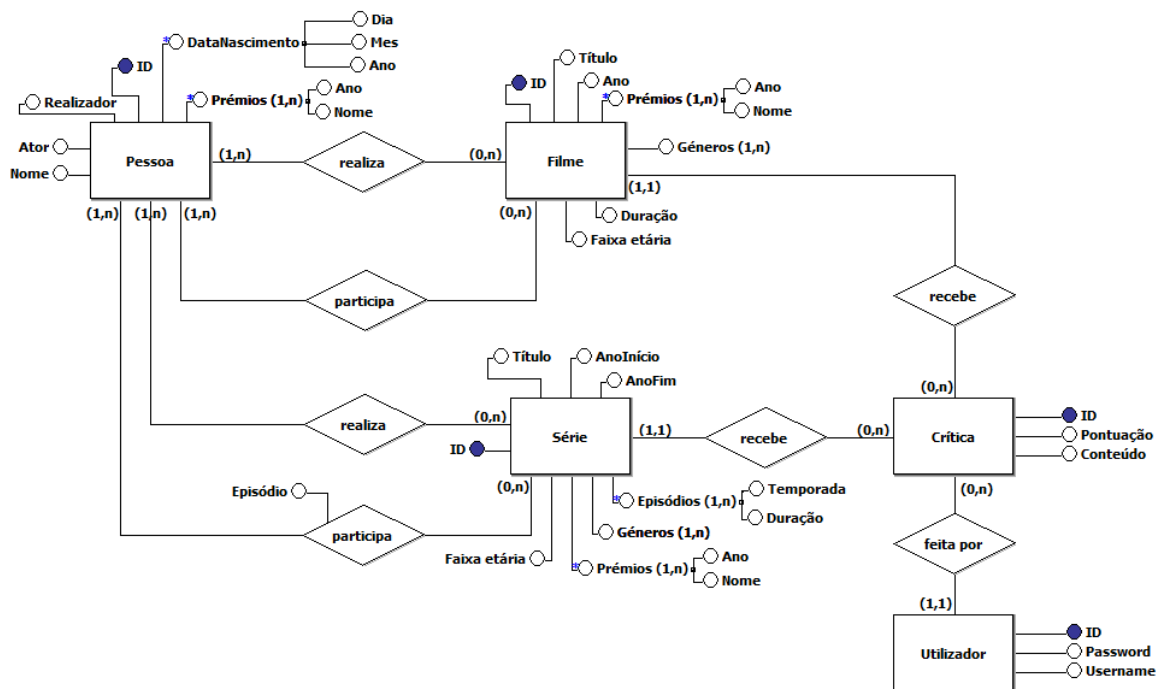 Dia
DataNascimento
Mes
ID
Ano
Realizador
Prémios (1,n)
Ano
Nome
Ator
Nome
Pessoa
(1,n)
(1,n)
(1,n)
(1,n)
realiza
(0,n)
Título
ID
Ano
Prémios (1,n)
Ano
Nome
Géneros (1,n)
Filme
(1,1)
(0,n)
Duração
Faixa etária
participa
recebe
(0,n)
Título
AnoInício
AnoFim
realiza
(0,n)
ID
Série
(1,1)
recebe
(0,n)
Crítica
ID
Pontuação
Conteúdo
(0,n)
(0,n)
Episódio
participa
Episódios (1,n)
Temporada
Duração
Géneros (1,n)
Faixa etária
Prémios (1,n)
Ano
Nome
feita por
(1,1)
Utilizador
ID
Password
Username